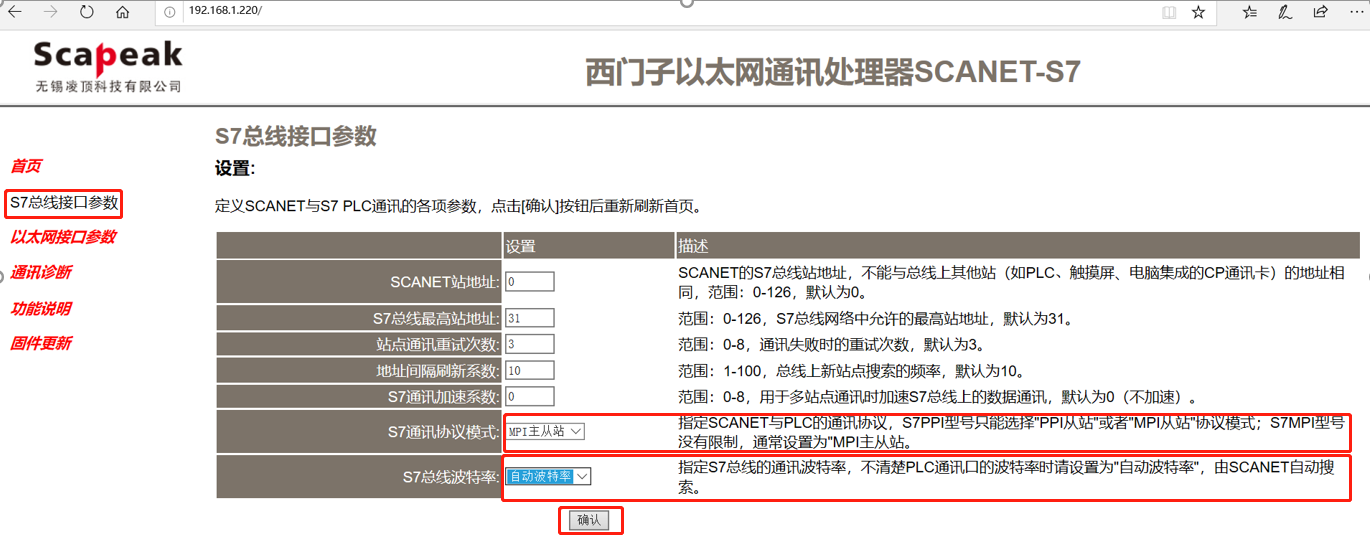 192.168.1.220/
Scapeak
无锡凌顶科技有限公司
西门子以太网通讯处理器SCANET-S7
首页
S7总线接口参数
以太网接口参数
通讯诊断
功能说明
固件更新
S7总线接口参数
设置：
定义SCANET与S7 PLC通讯的各项参数，点击[确认]按钮后重新刷新首页。
设置 描述
SCANET站地址: 0 SCANET的S7总线站地址，不能与总线上其他站（如PLC、触摸屏、电脑集成的CP通讯卡）的地址相
同，范围：0-126，默认为0。
S7总线最高站地址: 31 范围：0-126，S7总线网络中允许的最高站地址，默认为31。
站点通讯重试次数: 3 范围：0-8，通讯失败时的重试次数，默认为3。
地址间隔刷新系数: 10 范围：1-100，总线上新站点搜索的频率，默认为10。
S7通讯加速系数: 0 范围：0-8，用于多站点通讯时加速S7总线上的数据通讯，默认为0（不加速）。
S7通讯协议模式: MPI主从站 指定SCANET与PLC的通讯协议，S7PPI型号只能选择"PPI从站"或者"MPI从站"协议模式；S7MPI型号
没有限制，通常设置为"MPI主从站。
S7总线波特率: 自动波特率 指定S7总线的通讯波特率，不清楚PLC通讯口的波特率时请设置为"自动波特率"，由SCANET自动搜
索。
确认